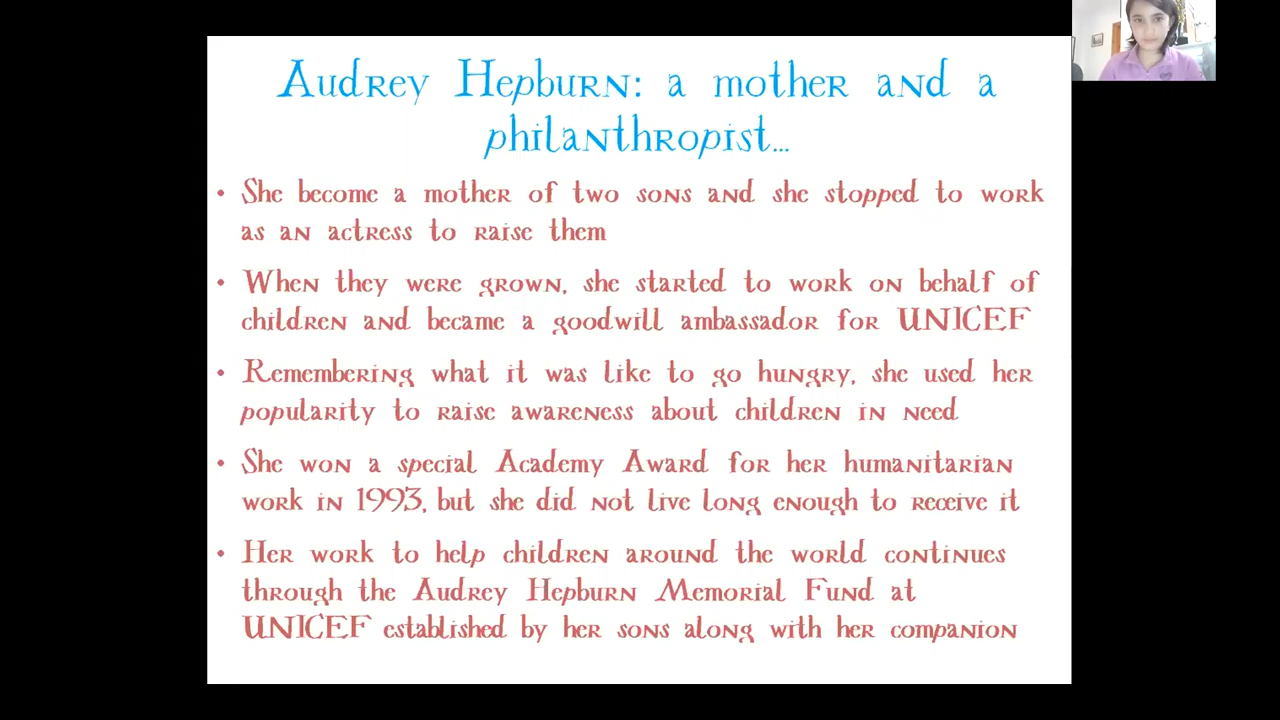 Audrey Hepburn: a mother and a
philanthropist...
• She become a mother of two sons and she stopped to work
as an actress to raise them
• When they were grown, she started to work on behalf of
children and became a goodwill ambassador for UNICEF
• Remembering what it was like to go hungry, she used her
popularity to raise awareness about children in need
• She won a special Academy Award for her humanitarian
work in 1993, but she did not live long enough to receive it
• Her work to help children around the world continues
through the Audrey Hepburn Memorial Fund at
UNICEF established by her sons along with her companion